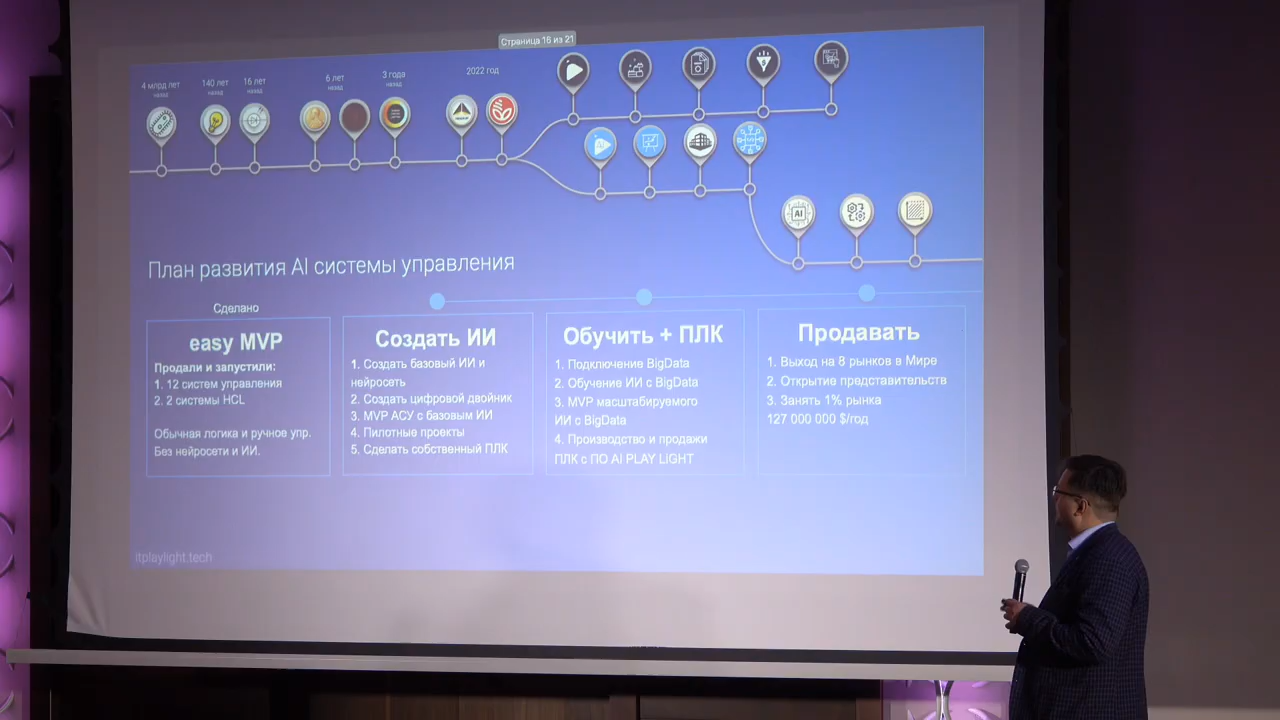 Страница 16 из 21
4 млрд лет
назад
140 лет
назад
16 лет
назад
6 лет
назад
3 года
назад
2022 год
AI
AI
План развития AI системы управления
Сделано
easy MVP
Продали и запустили:
1. 12 систем управления
2. 2 системы HCL
Обычная логика и ручное упр.
Без нейросети и ИИ.
Создать ИИ
1. Создать базовый ИИ и
нейросеть
2. Создать цифровой двойник
3. MVP АСУ с базовым ИИ
4. Пилотные проекты
5. Сделать собственный ПЛК
Обучить + ПЛК
1. Подключение BigData
2. Обучение ИИ с BigData
3. MVP масштабируемого
ИИ с BigData
4. Производство и продажи
ПЛК с ПО AI PLAY LIGHT
Продавать
1. Выход на 8 рынков в Мире
2. Открытие представительств
3. Занять 1% рынка
127 000 000 $/год
itplaylight.tech